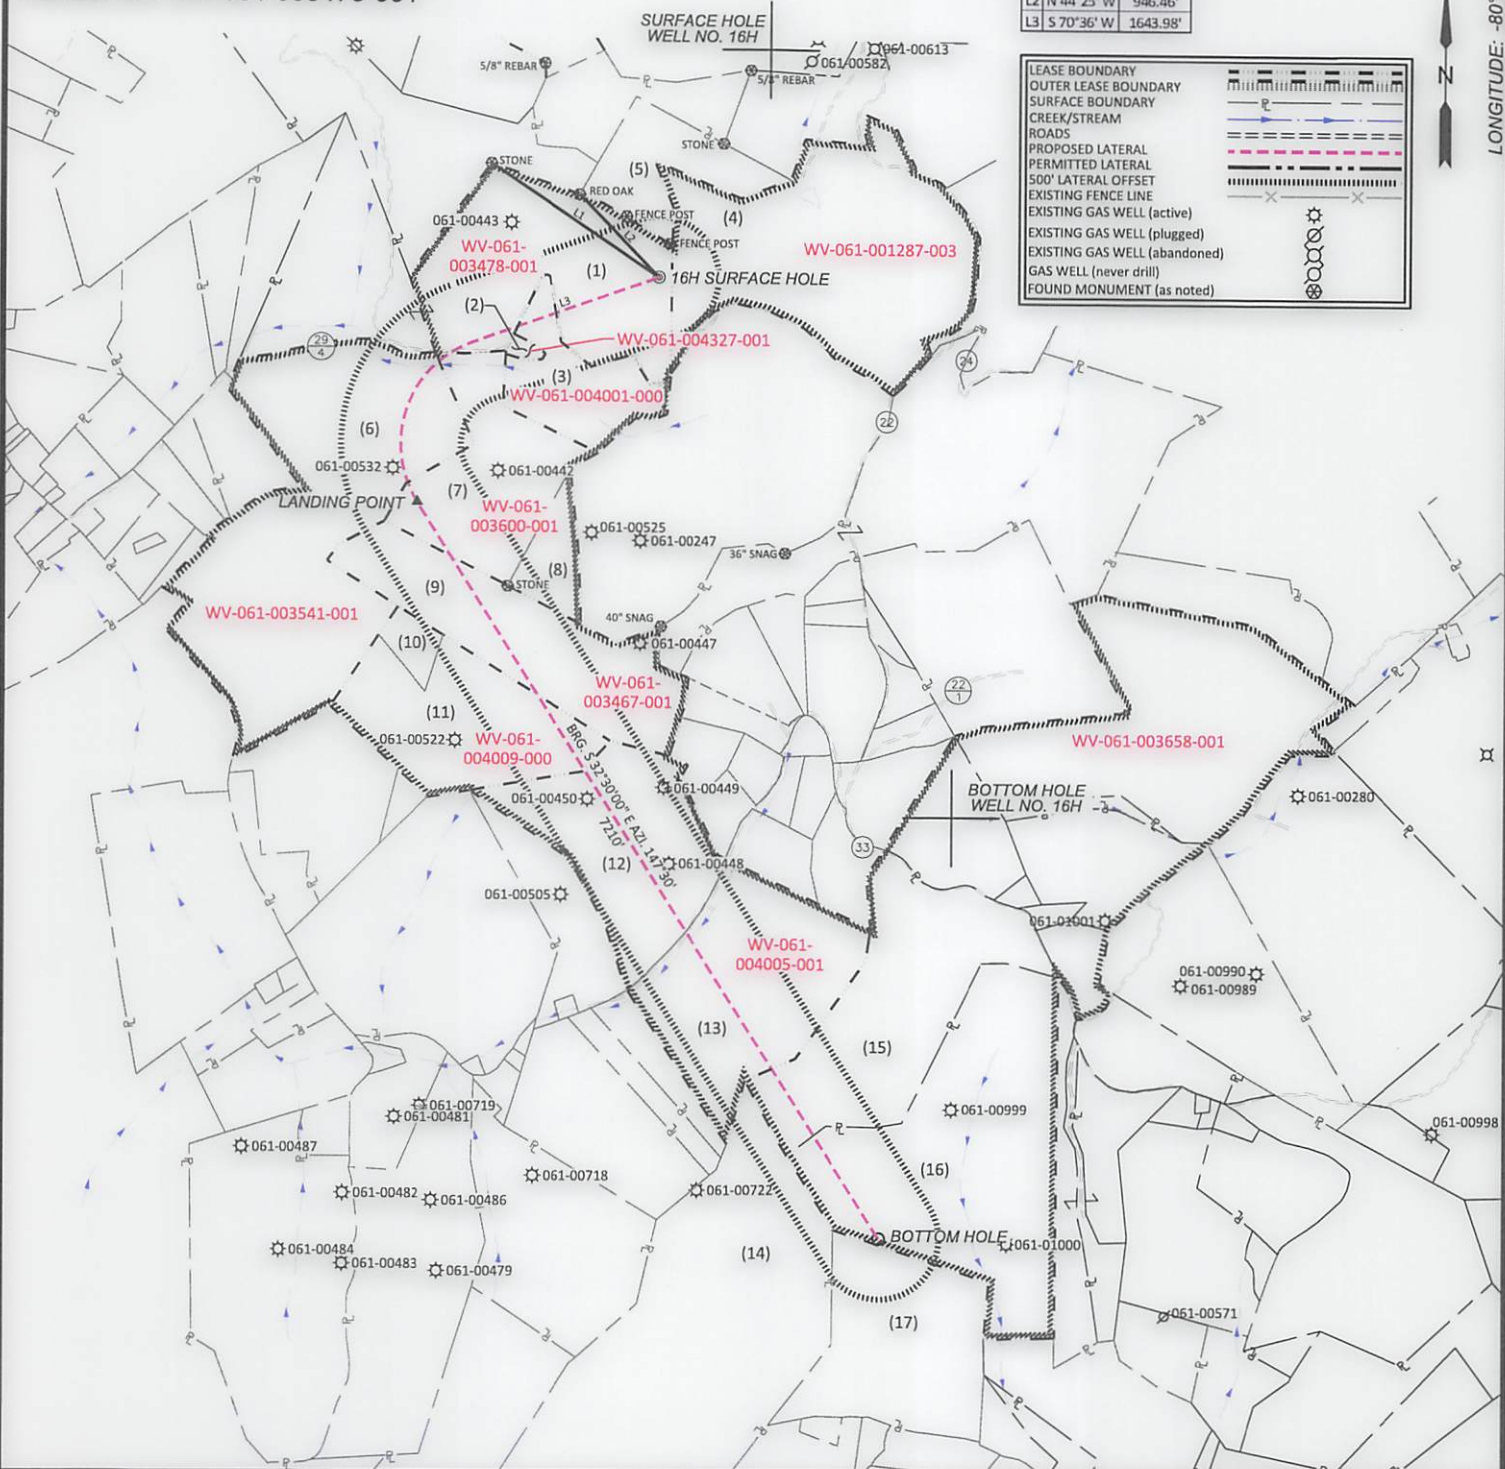 L2 N 44°25' W 946.46'
L3 S 70°36' W 1643.98'
SURFACE HOLE
WELL NO. 16H
LONGITUDE: -80°
N
LEASE BOUNDARY
OUTER LEASE BOUNDARY
SURFACE BOUNDARY
CREEK/STREAM
ROADS
PROPOSED LATERAL
PERMITTED LATERAL
500' LATERAL OFFSET
EXISTING FENCE LINE
EXISTING GAS WELL (active)
EXISTING GAS WELL (plugged)
EXISTING GAS WELL (abandoned)
GAS WELL (never drill)
FOUND MONUMENT (as noted)
061-00613
061-00582
5/8" REBAR
5/8" REBAR
STONE
STONE
(5)
RED OAK
L1
(4)
FENCE POST
L2
FENCE POST
061-00443
WV-061-
003478-001
(1)
WV-061-001287-003
16H SURFACE HOLE
(2)
L3
29
4
WV-061-004327-001
24
(3)
WV-061-004001-000
22
(6)
061-00532
061-00442
(7)
LANDING POINT
WV-061-
003600-001
061-00525
061-00247
36" SNAG
(8)
STONE
(9)
WV-061-003541-001
40" SNAG
(10)
061-00447
WV-061-
003467-001
22
1
(11)
061-00522
WV-061-
004009-000
WV-061-003658-001
BRG. S 32°30'00" E AZI. 147°30'
7210'
061-00450
061-00449
BOTTOM HOLE
WELL NO. 16H
061-00280
33
(12)
061-00448
061-00505
061-01001
WV-061-
004005-001
061-00990
061-00989
(13)
(15)
061-00719
061-00481
061-00999
061-00998
061-00487
061-00718
(16)
061-00482
061-00486
061-00722
061-00484
061-00483
061-00479
(14)
BOTTOM HOLE
061-01000
(17)
061-00571